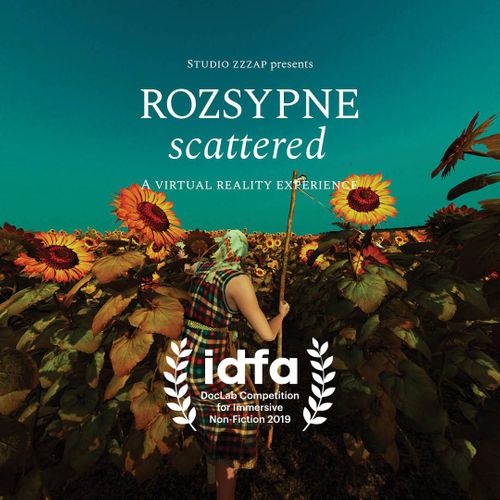 STUDIO ZZZAP presents
ROZSYPNE
scattered
A VIRTUAL REALITY EXPERIENCE
idfa
DocLab Competition
for Immersive
Non-Fiction 2019